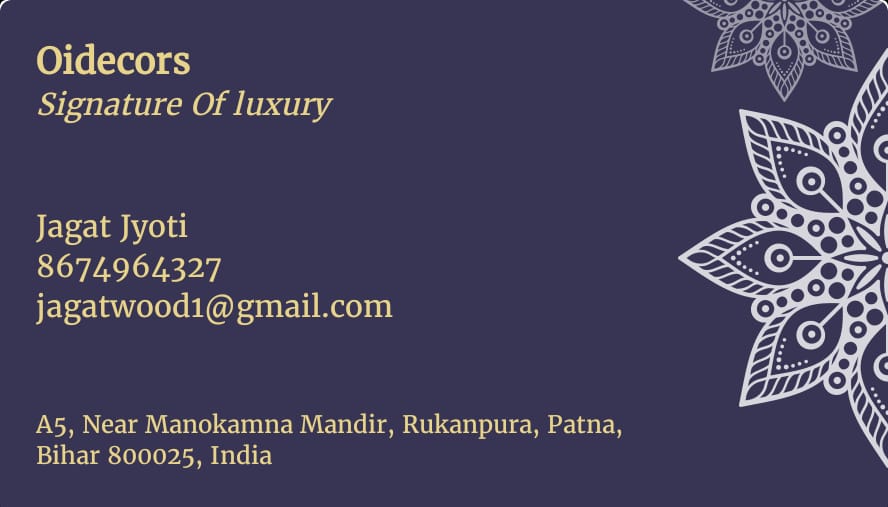 Oidecors
Signature Of luxury
Jagat Jyoti
8674964327
jagatwood1@gmail.com
A5, Near Manokamna Mandir, Rukanpura, Patna,
Bihar 800025, India